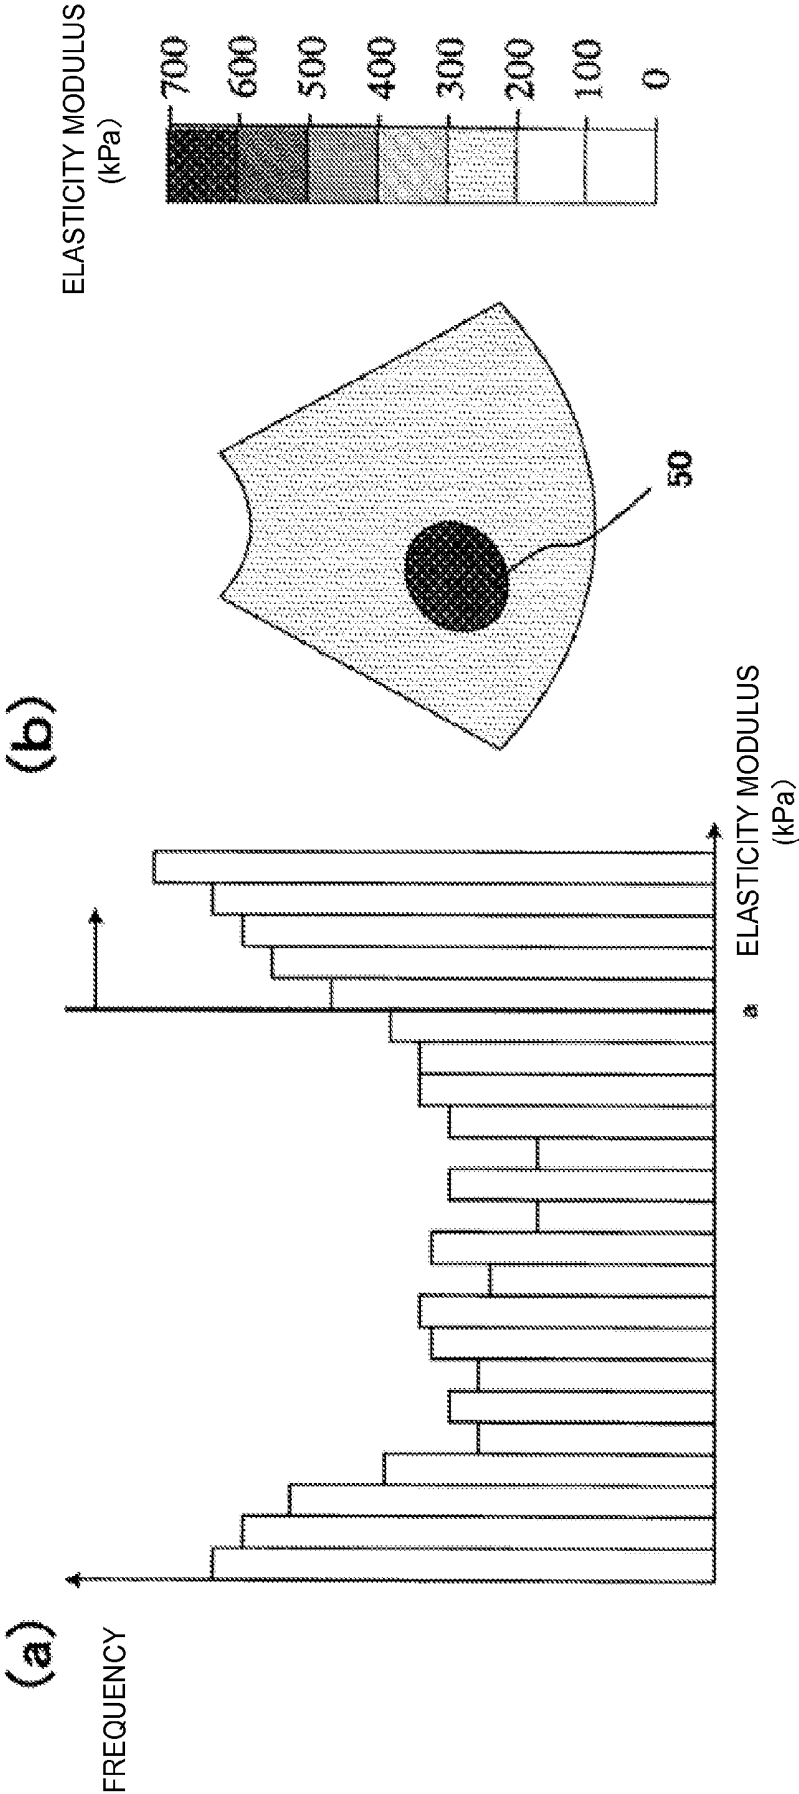 (a)
FREQUENCY
a
ELASTICITY MODULUS
(kPa)
(b)
50
ELASTICITY MODULUS
(kPa)
700
600
500
400
300
200
100
0